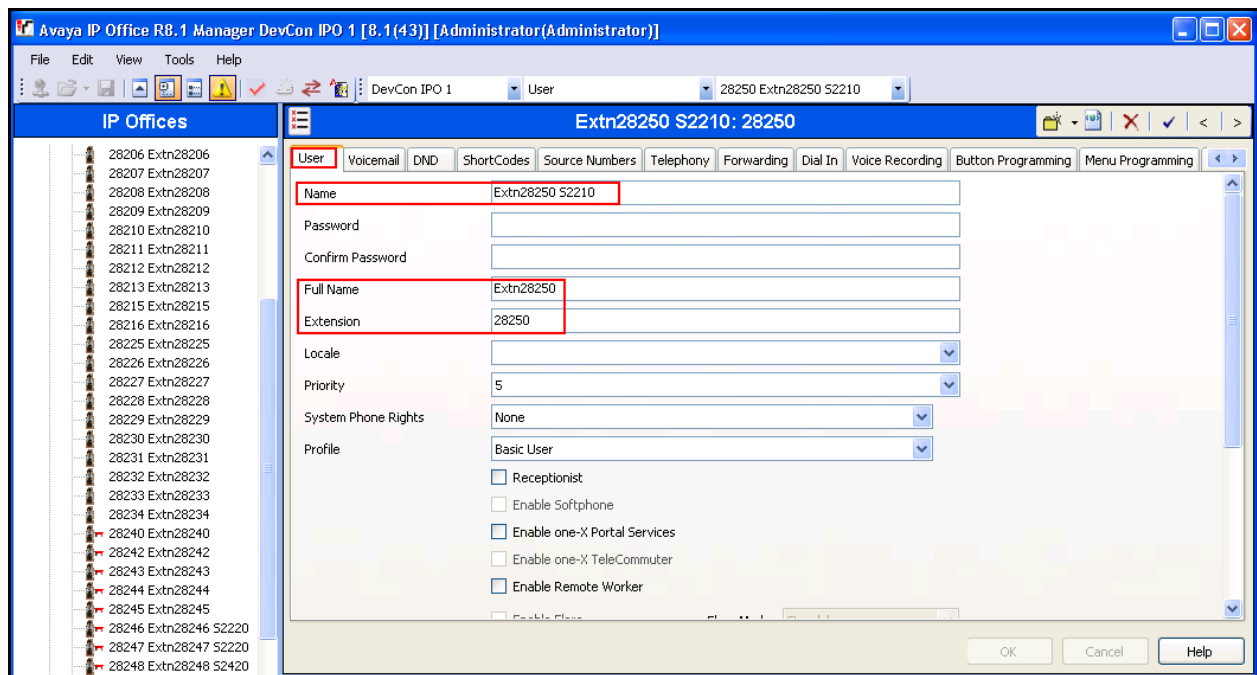 Avaya IP Office R8.1 Manager DevCon IPO 1 [8.1(43)] [Administrator(Administrator)]
File Edit View Tools Help
DevCon IPO 1 User 28250 Extn28250 S2210
IP Offices
28206 Extn28206
28207 Extn28207
28208 Extn28208
28209 Extn28209
28210 Extn28210
28211 Extn28211
28212 Extn28212
28213 Extn28213
28215 Extn28215
28216 Extn28216
28225 Extn28225
28226 Extn28226
28227 Extn28227
28228 Extn28228
28229 Extn28229
28230 Extn28230
28231 Extn28231
28232 Extn28232
28233 Extn28233
28234 Extn28234
28240 Extn28240
28242 Extn28242
28243 Extn28243
28244 Extn28244
28245 Extn28245
28246 Extn28246 S2220
28247 Extn28247 S2220
28248 Extn28248 S2420
Extn28250 S2210: 28250
User Voicemail DND ShortCodes Source Numbers Telephony Forwarding Dial In Voice Recording Button Programming Menu Programming
Name Extn28250 S2210
Password
Confirm Password
Full Name Extn28250
Extension 28250
Locale
Priority 5
System Phone Rights None
Profile Basic User
Receptionist
Enable Softphone
Enable one-X Portal Services
Enable one-X TeleCommuter
Enable Remote Worker
OK Cancel Help